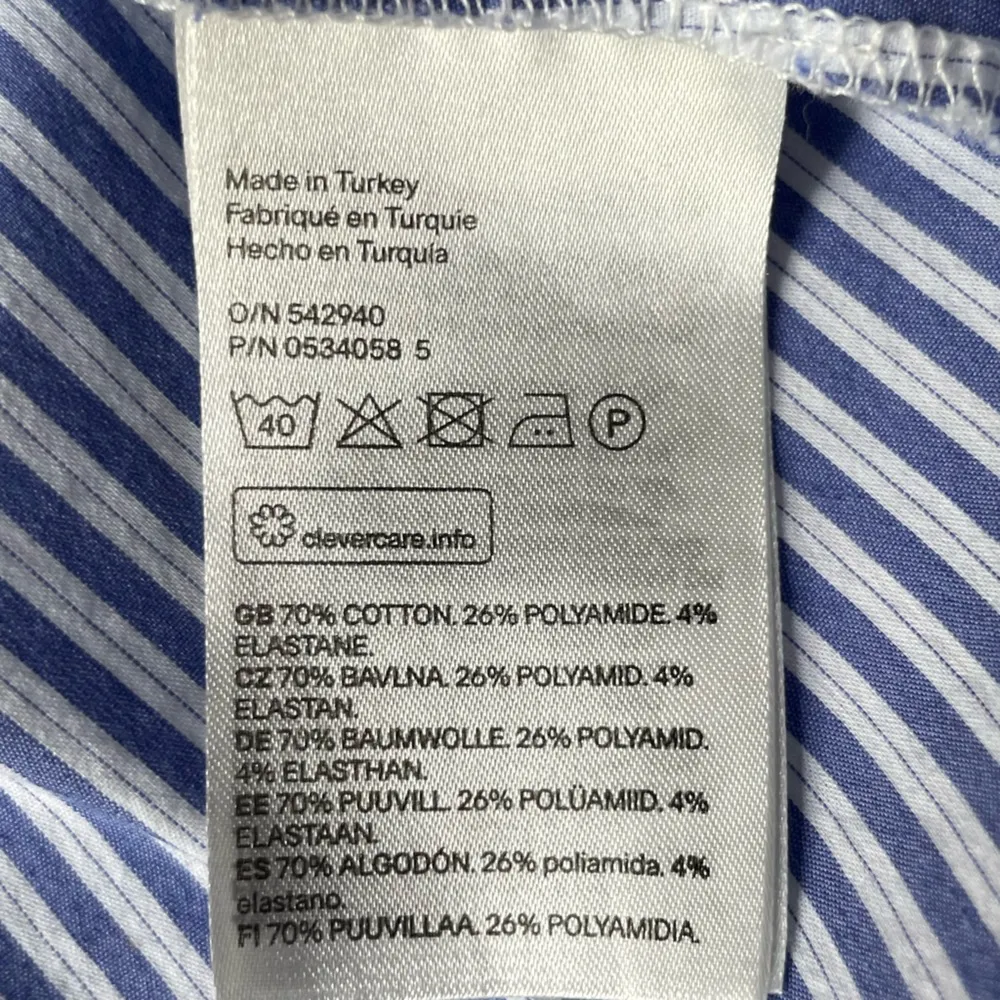 Made in Turkey
Fabriqué en Turquie
Hecho en Turquía
O/N 542940
P/N 0534058 5
40 P
clevercare.info
GB 70% COTTON. 26% POLYAMIDE. 4%
ELASTANE.
CZ 70% BAVLNA. 26% POLYAMID. 4%
ELASTAN.
DE 70% BAUMWOLLE. 26% POLYAMID.
4% ELASTHAN.
EE 70% PUUVILL. 26% POLÜAMIID. 4%
ELASTAAN.
ES 70% ALGODÓN. 26% poliamida. 4%
elastano.
FI 70% PUUVILLAA. 26% POLYAMIDIA.